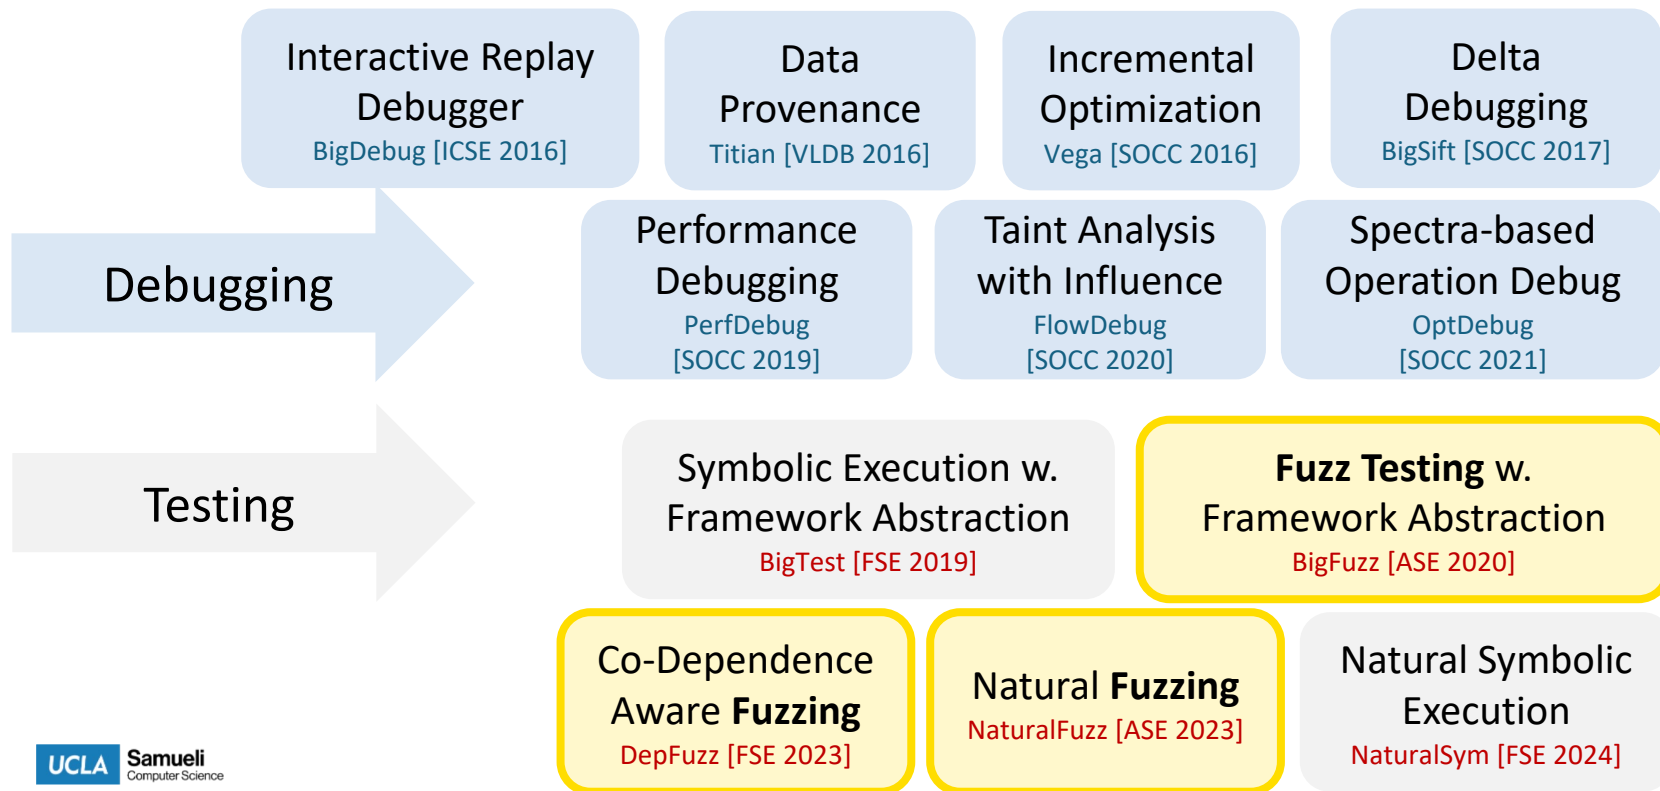 Interactive Replay
Debugger
BigDebug [ICSE 2016]
Data
Provenance
Titian [VLDB 2016]
Incremental
Optimization
Vega [SOCC 2016]
Delta
Debugging
BigSift [SOCC 2017]
Debugging
Performance
Debugging
PerfDebug
[SOCC 2019]
Taint Analysis
with Influence
FlowDebug
[SOCC 2020]
Spectra-based
Operation Debug
OptDebug
[SOCC 2021]
Testing
Symbolic Execution w.
Framework Abstraction
BigTest [FSE 2019]
Fuzz Testing w.
Framework Abstraction
BigFuzz [ASE 2020]
Co-Dependence
Aware Fuzzing
DepFuzz [FSE 2023]
Natural Fuzzing
NaturalFuzz [ASE 2023]
Natural Symbolic
Execution
NaturalSym [FSE 2024]
UCLA
Samueli
Computer Science